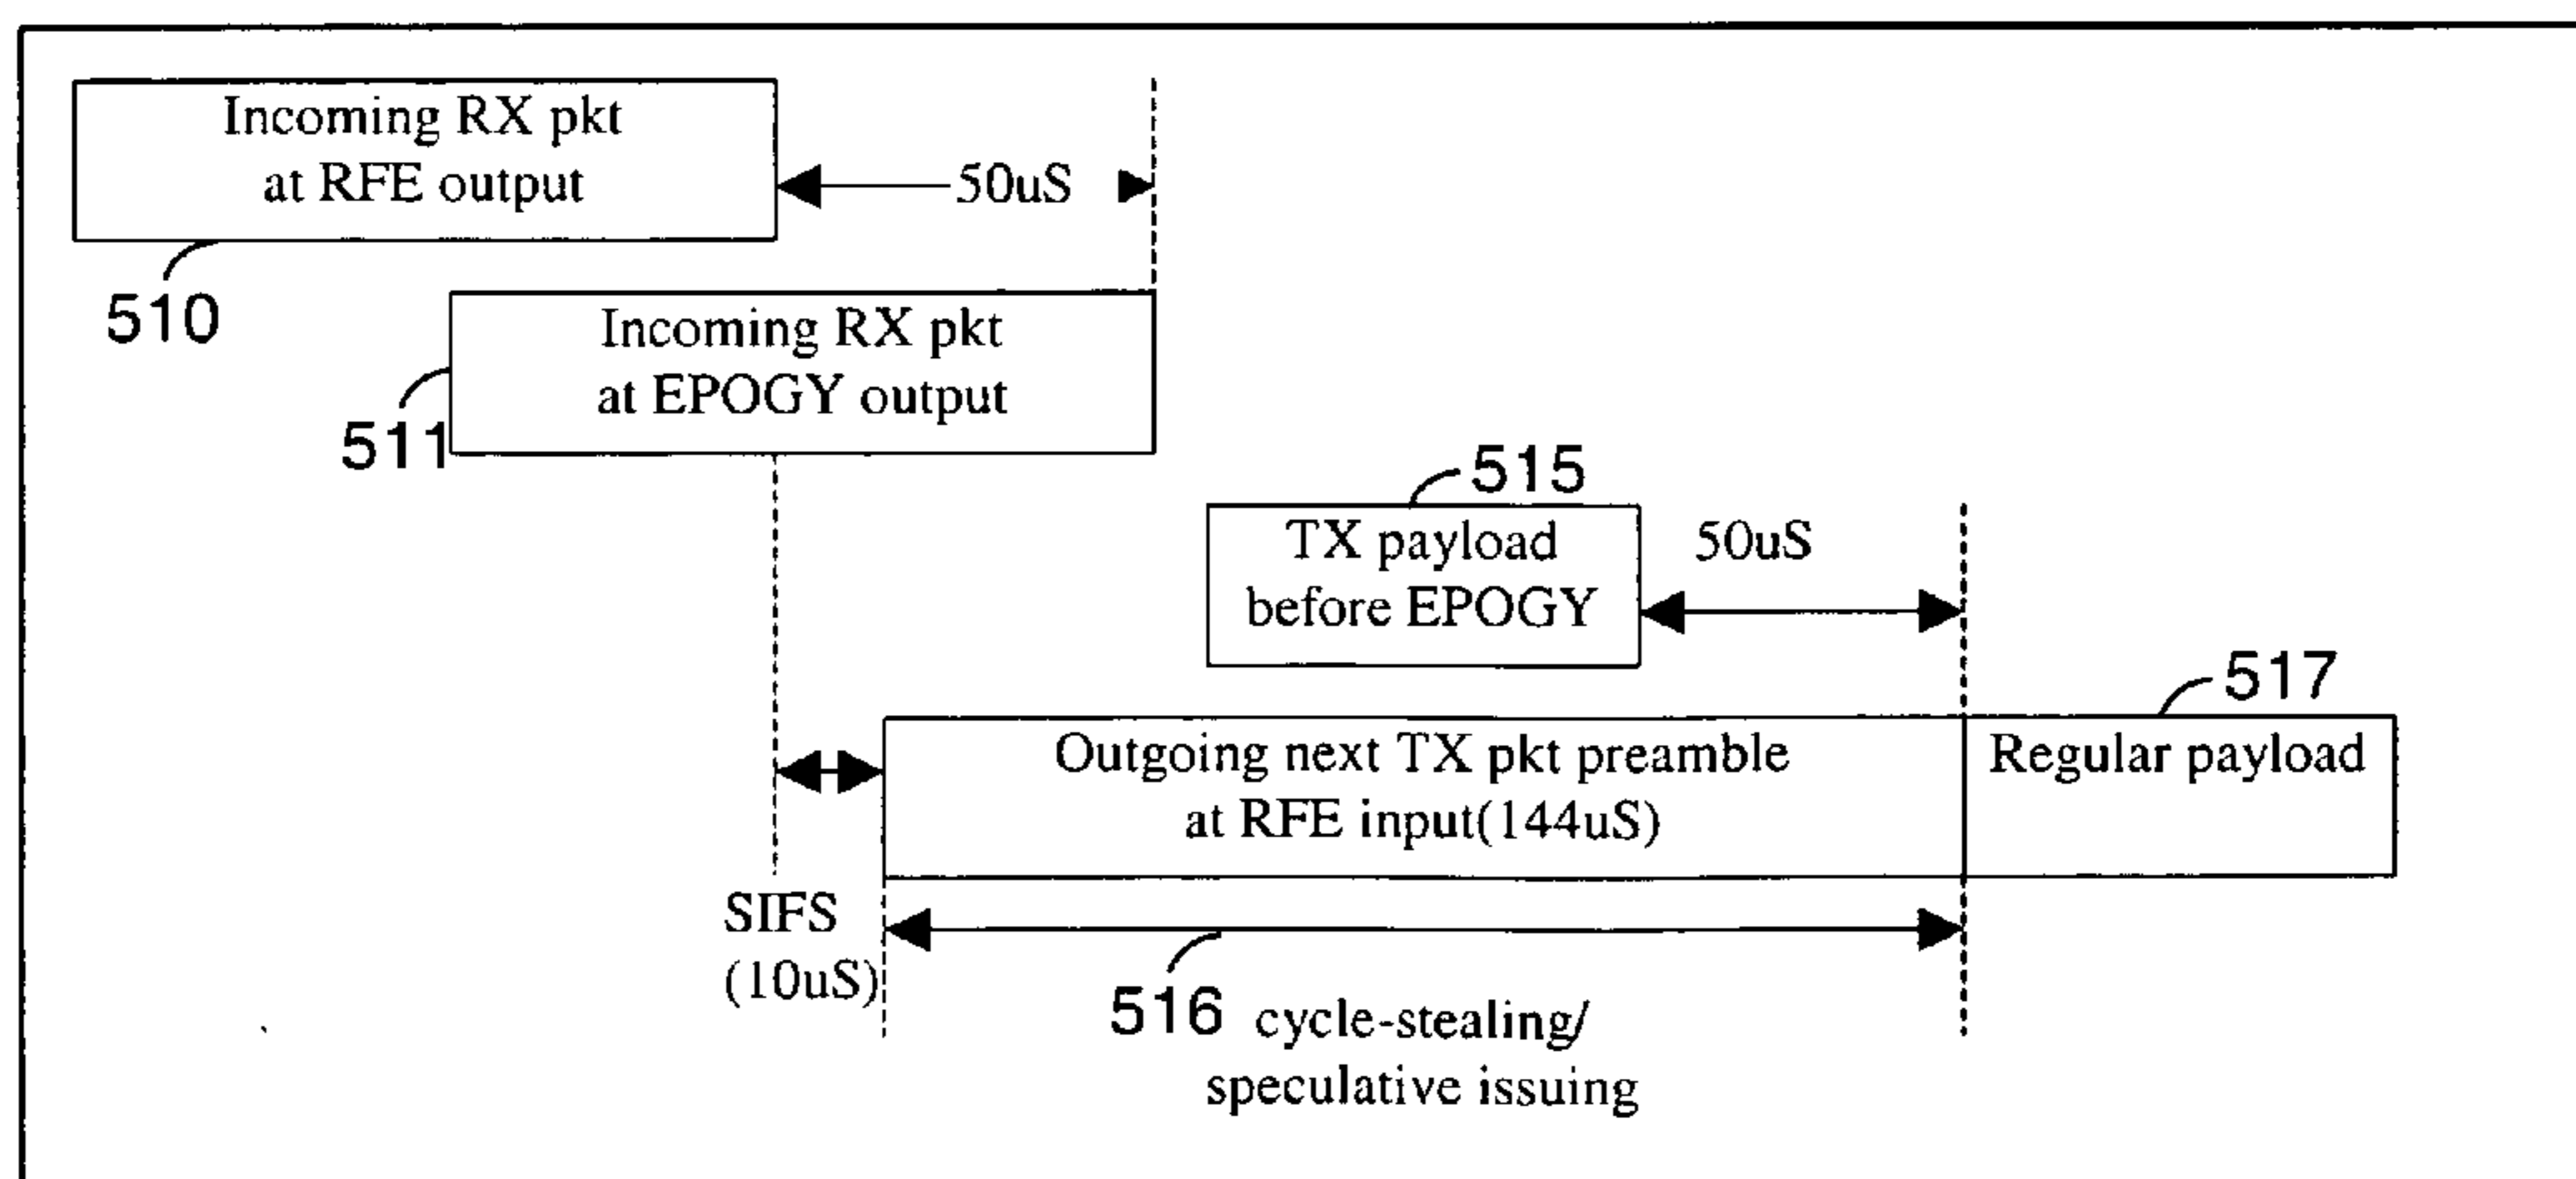 Incoming RX pkt
at RFE output
50uS
510
Incoming RX pkt
at EPOGY output
511
515
TX payload
before EPOGY
50uS
517
Outgoing next TX pkt preamble
at RFE input(144uS)
Regular payload
SIFS
(10uS)
516 cycle-stealing/
speculative issuing